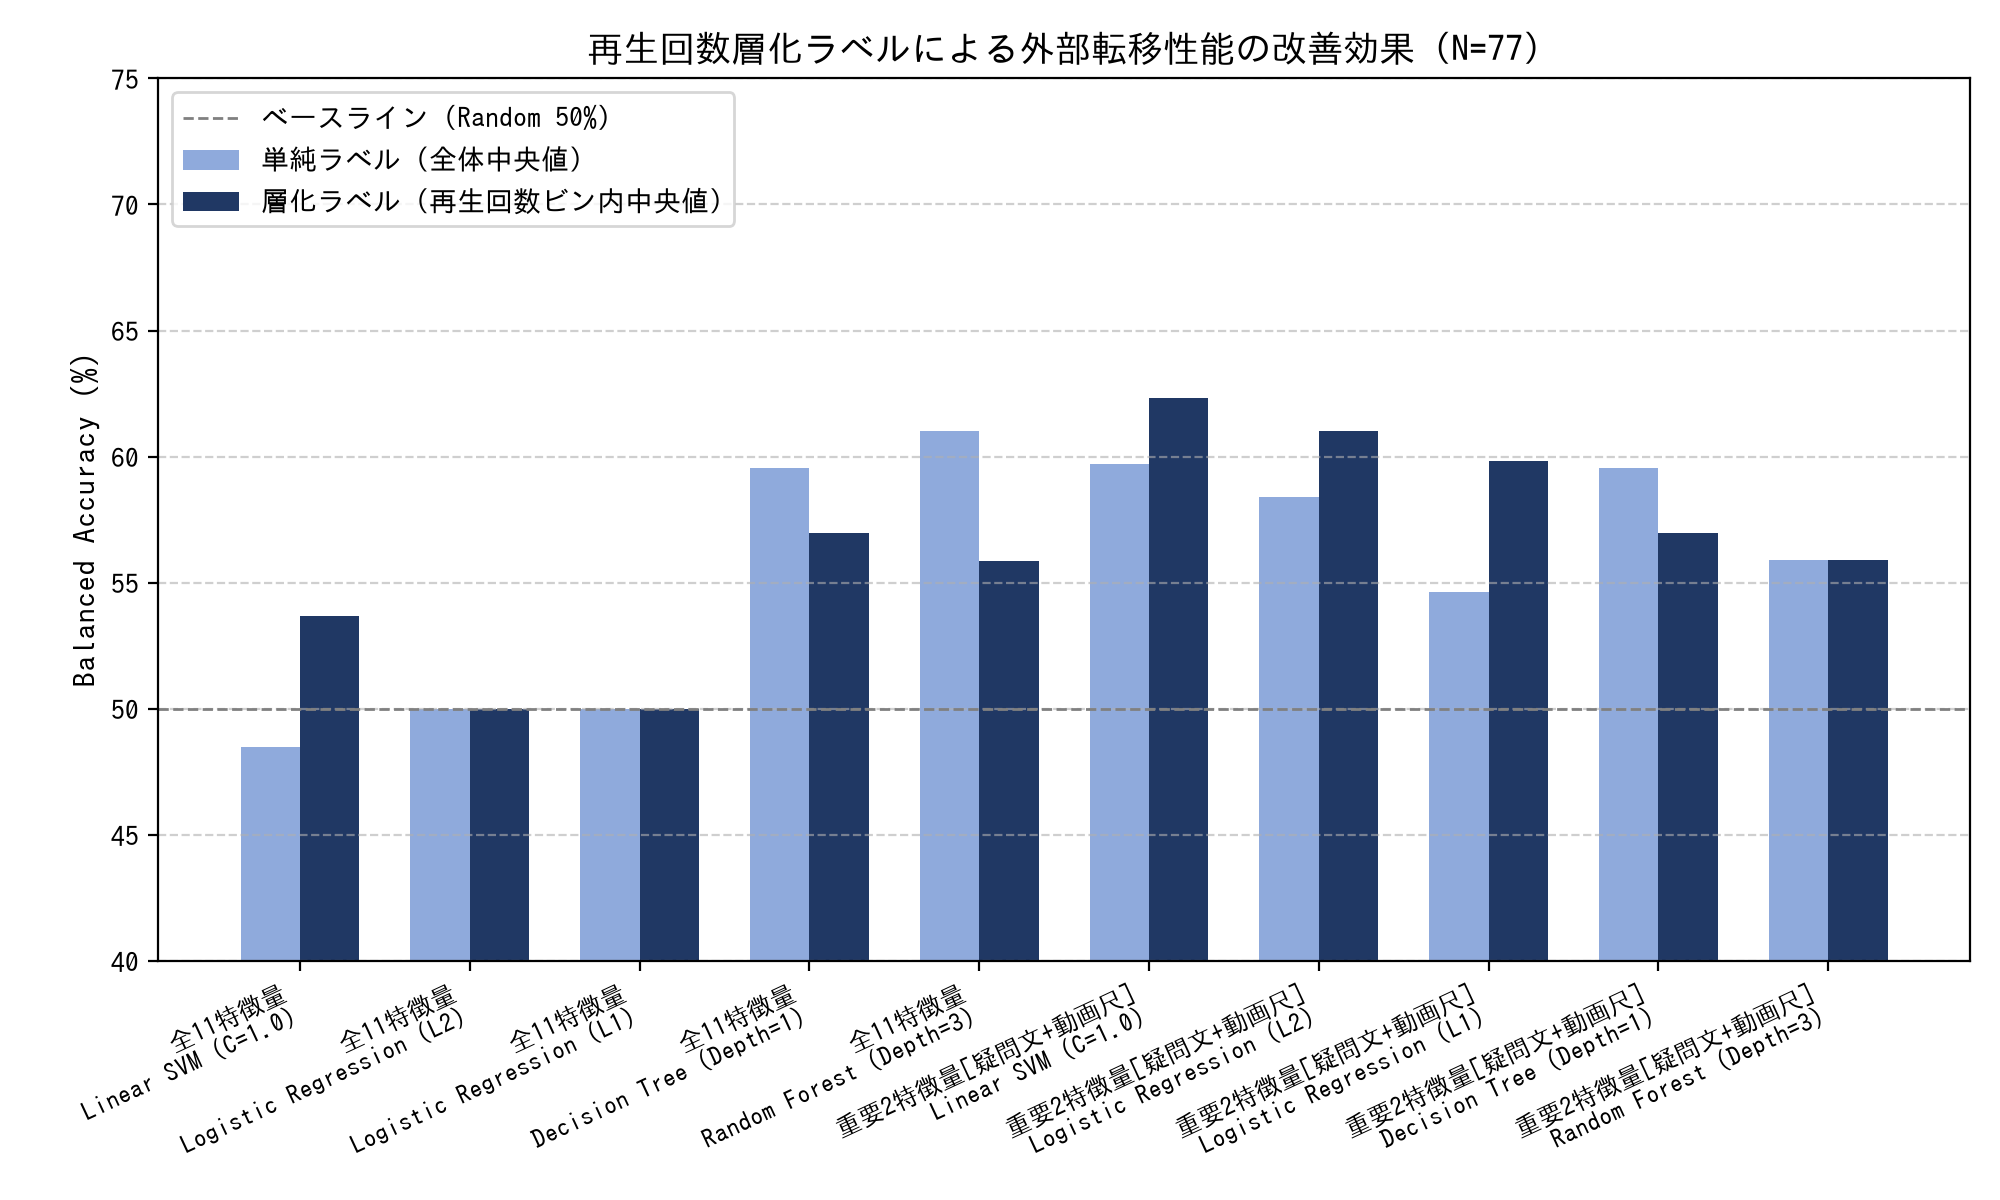 再生回数層化ラベルによる外部転移性能の改善効果 (N=77)
ベースライン (Random 50%)
単純ラベル (全体中央値)
層化ラベル (再生回数ビン内中央値)
Balanced Accuracy (%)
75
70
65
60
55
50
45
40
全11特徴量
Linear SVM (C=1.0)
全11特徴量
Logistic Regression (L2)
全11特徴量
Logistic Regression (L1)
全11特徴量
Decision Tree (Depth=1)
全11特徴量
Random Forest (Depth=3)
重要2特徴量[疑問文+動画尺]
Linear SVM (C=1.0)
重要2特徴量[疑問文+動画尺]
Logistic Regression (L2)
重要2特徴量[疑問文+動画尺]
Logistic Regression (L1)
重要2特徴量[疑問文+動画尺]
Decision Tree (Depth=1)
重要2特徴量[疑問文+動画尺]
Random Forest (Depth=3)